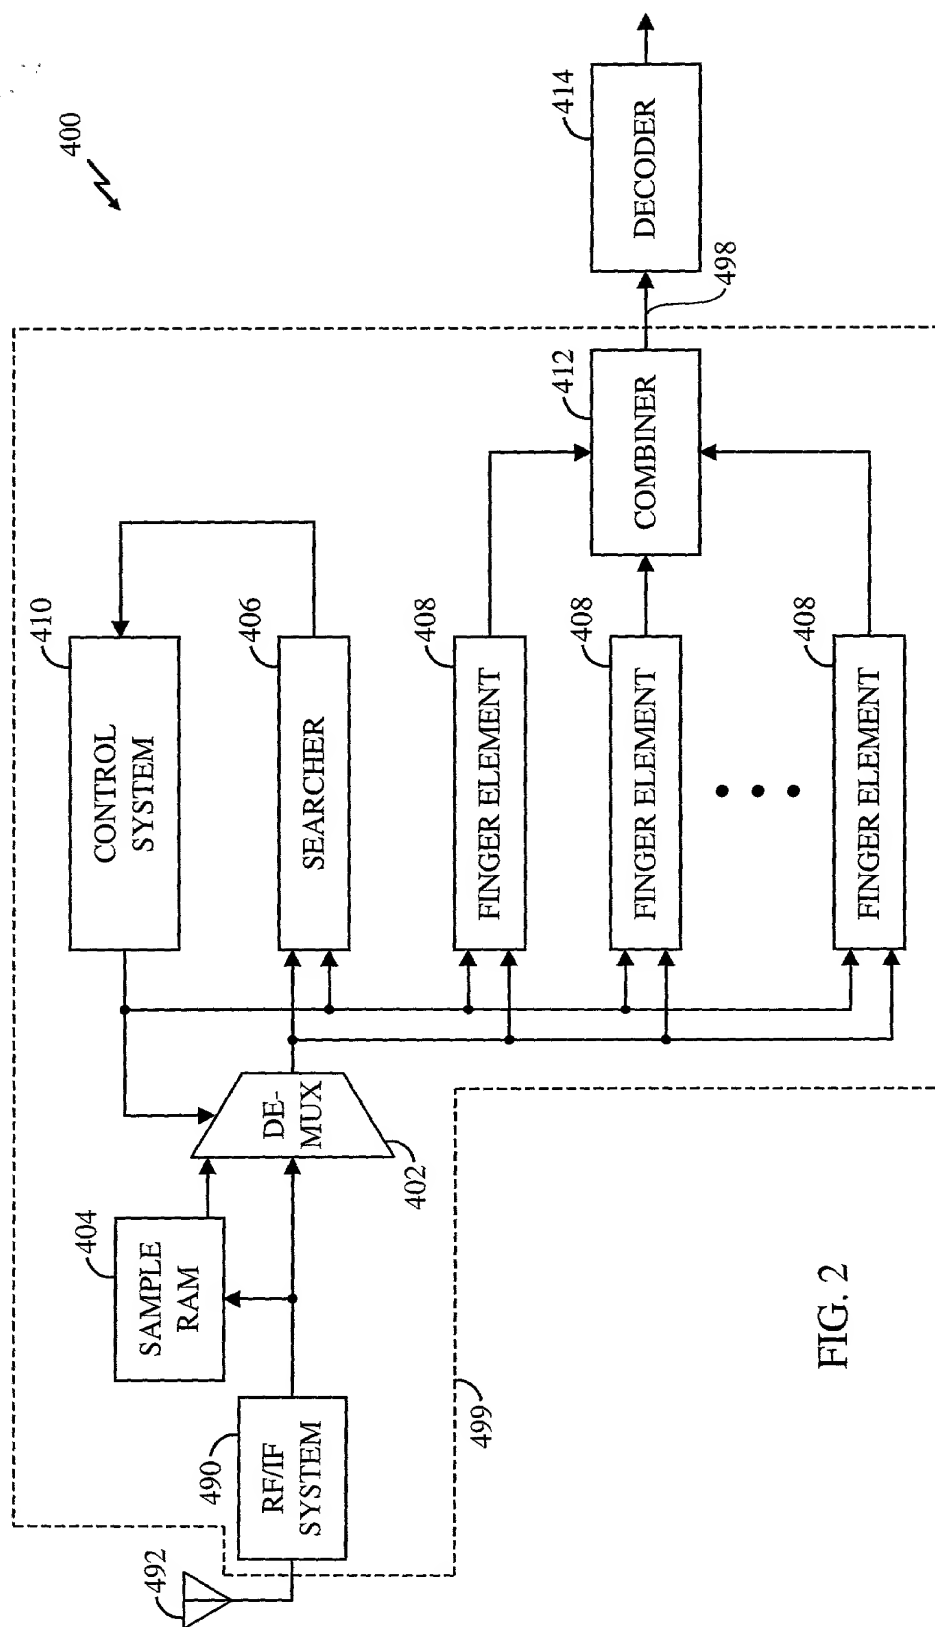 400
492
490
RF/IF
SYSTEM
404
SAMPLE
RAM
DE-
MUX
402
410
CONTROL
SYSTEM
406
SEARCHER
408
FINGER ELEMENT
408
FINGER ELEMENT
408
FINGER ELEMENT
412
COMBINER
498
414
DECODER
499
FIG. 2